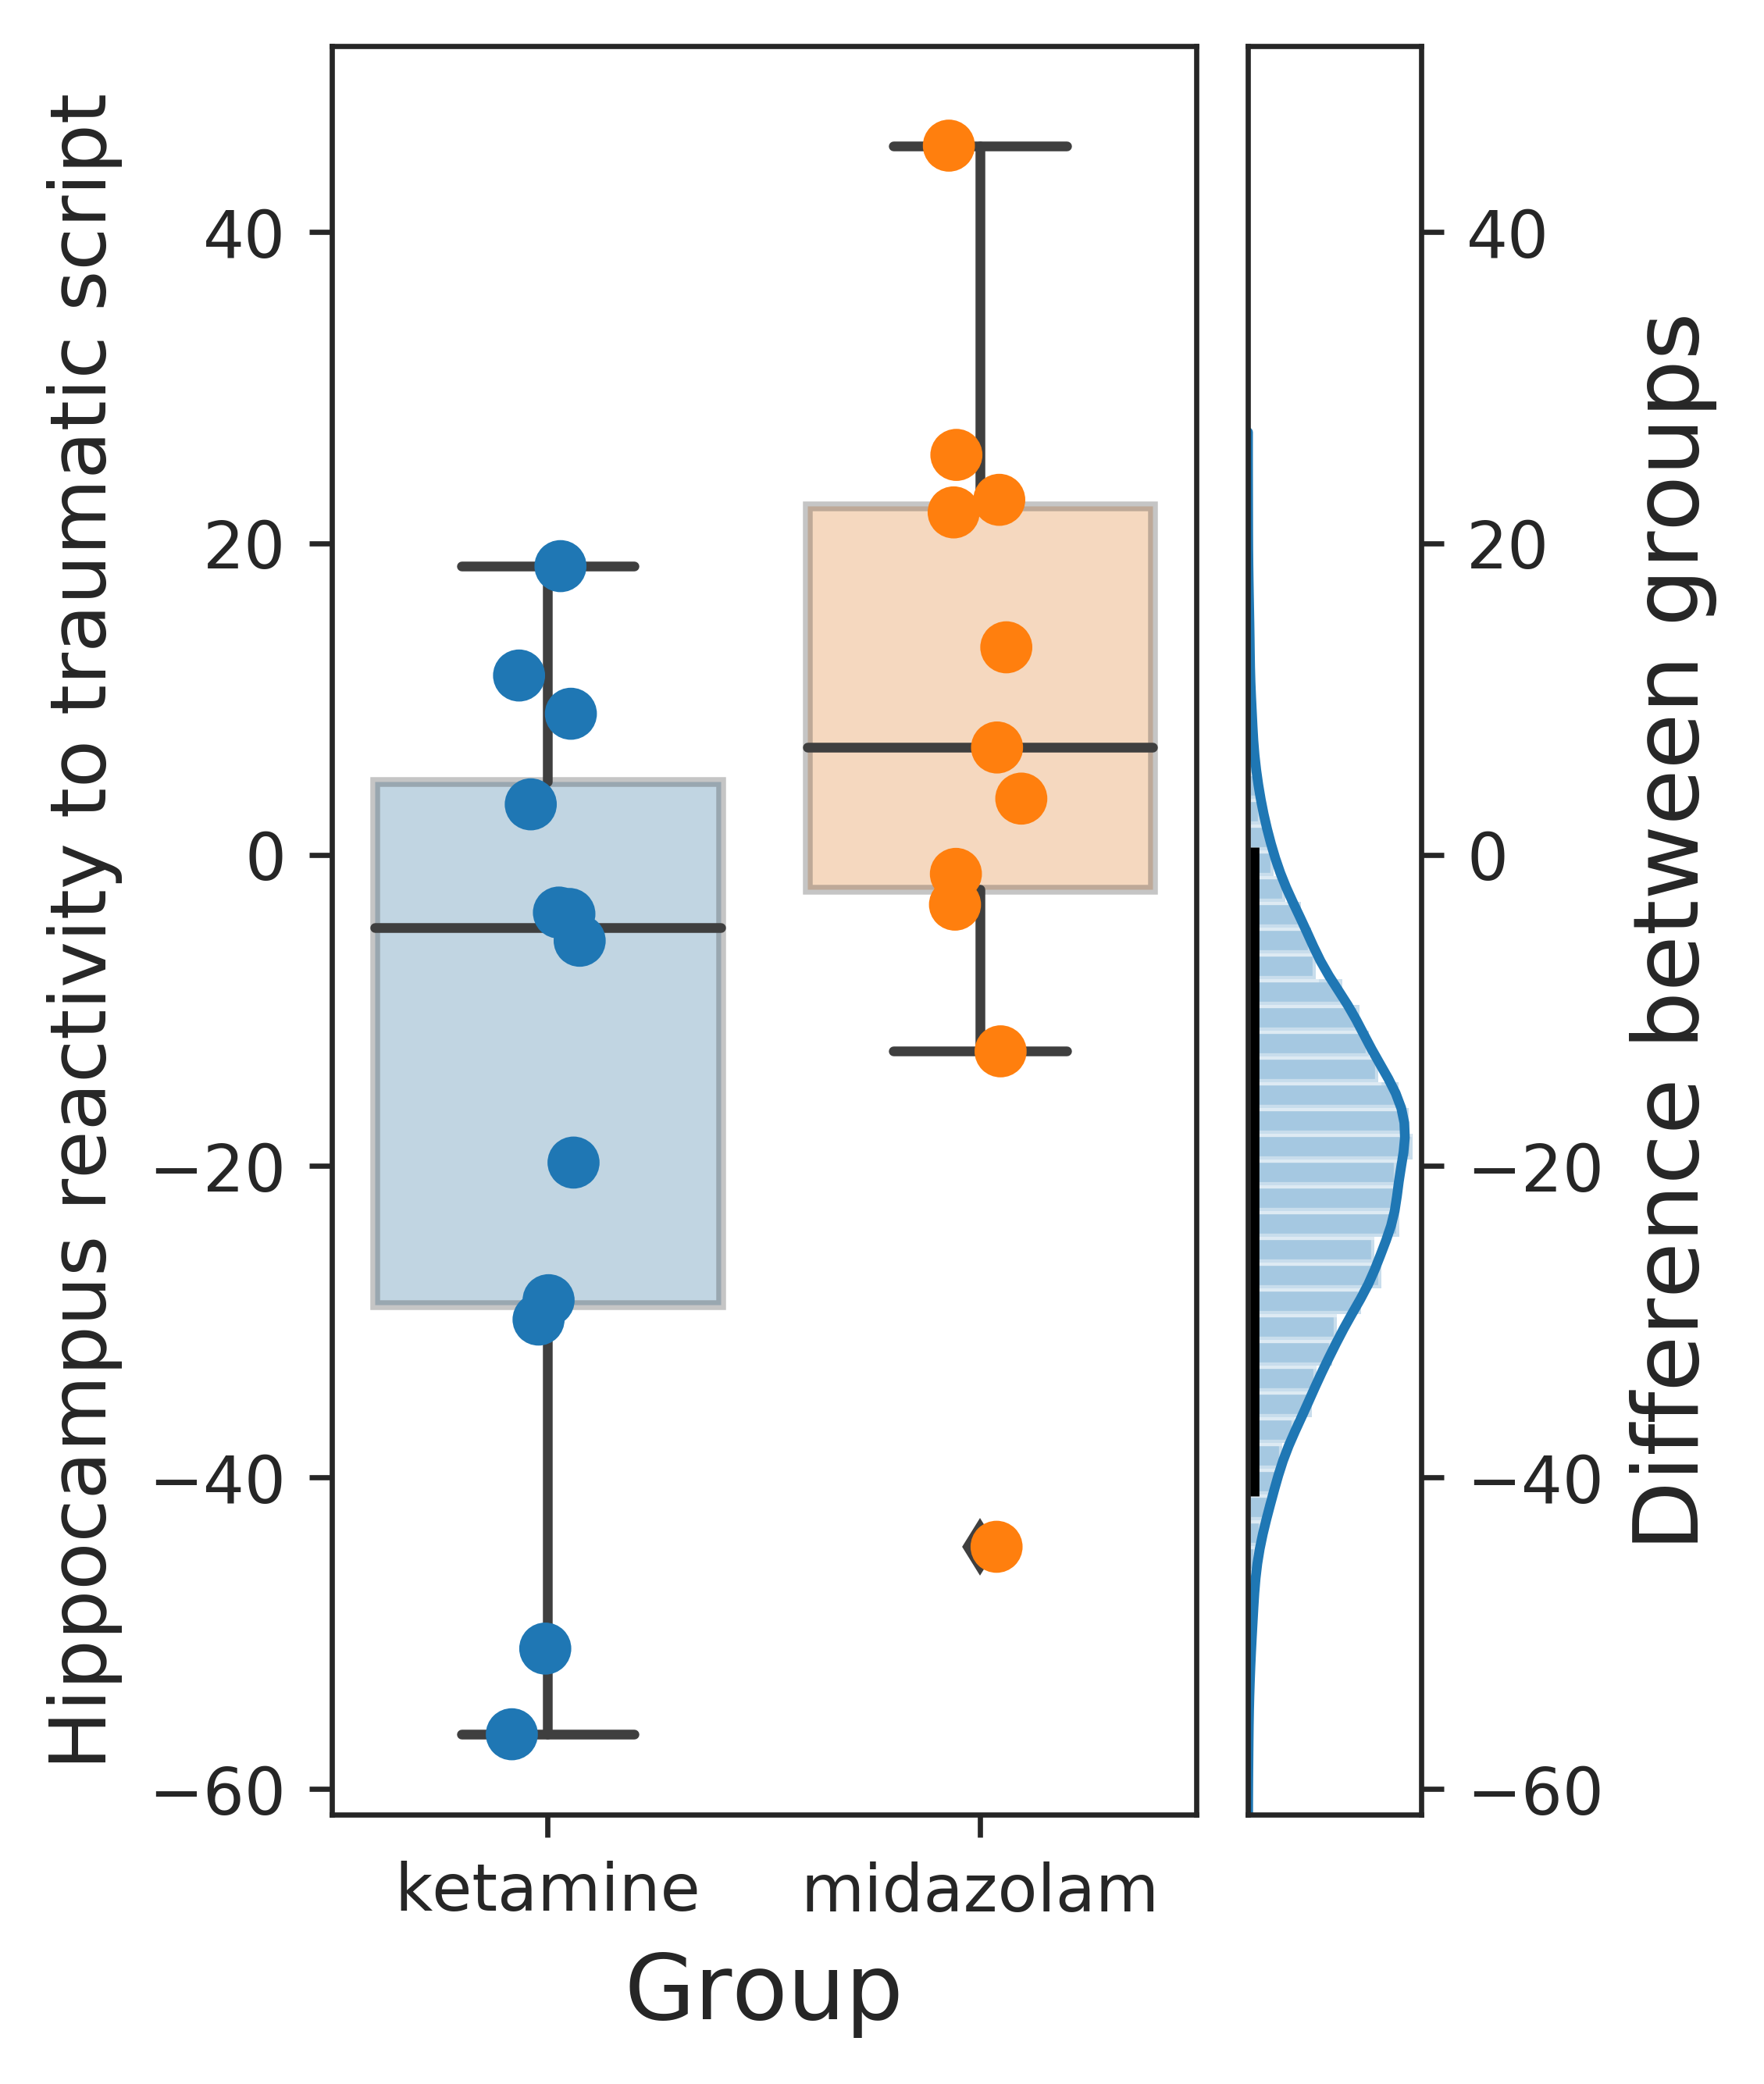 Hippocampus reactivity to traumatic script
40
20
0
−20
−40
−60
ketamine
midazolam
Group
40
20
0
−20
−40
−60
Difference between groups